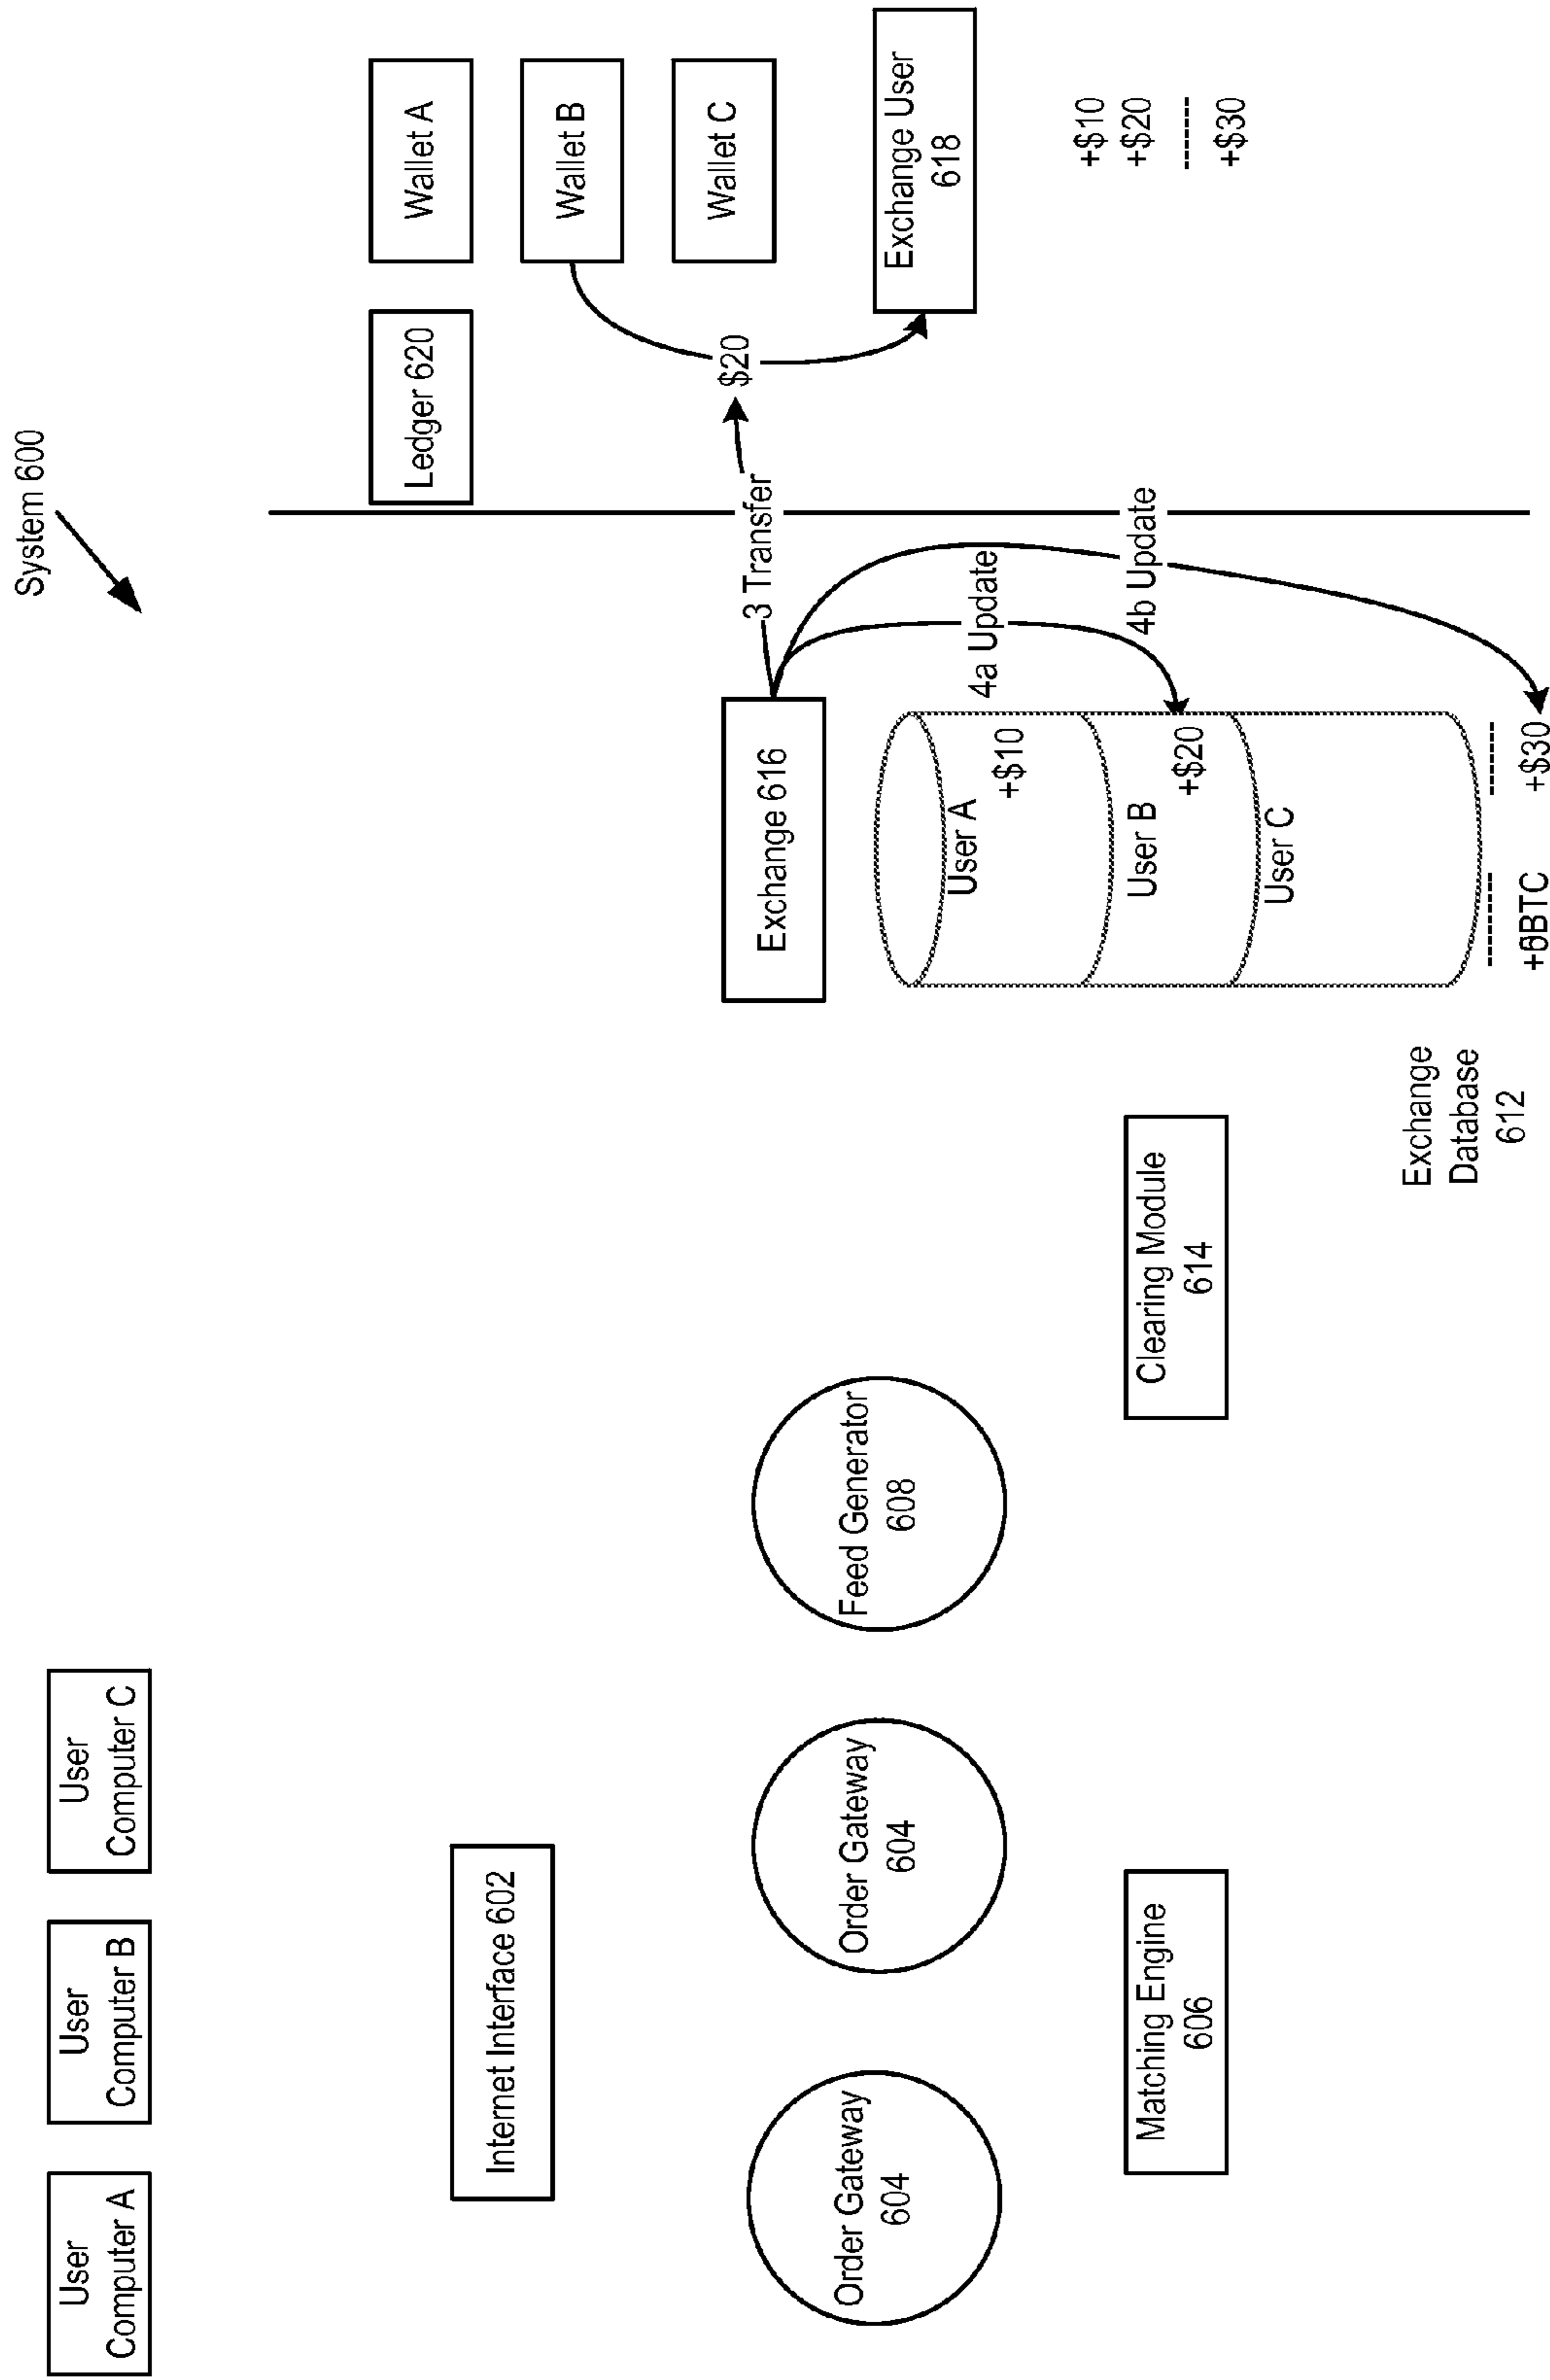 System 600
User
Computer A
User
Computer B
User
Computer C
Ledger 620
Wallet A
Wallet B
Wallet C
Internet Interface 602
$20
3 Transfer
Exchange User
618
Order Gateway
604
Order Gateway
604
Feed Generator
608
Exchange 616
4a Update
4b Update
User A
+$10
User B
+$20
User C
+$10
+$20
--------
+$30
Matching Engine
606
Clearing Module
614
Exchange
Database
612
+$30